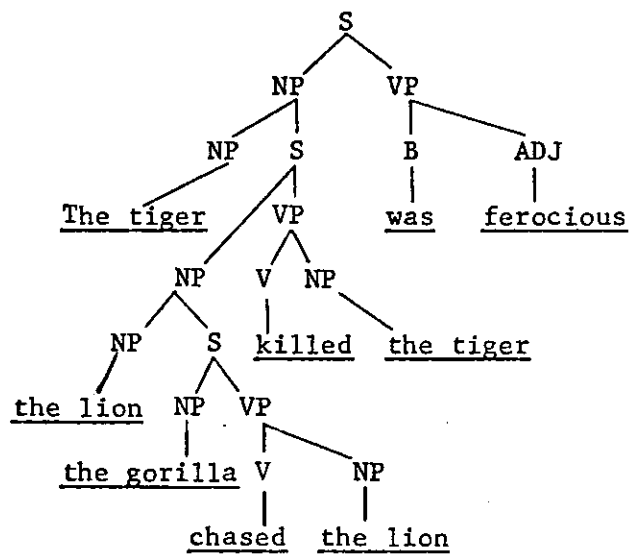 S
NP VP
NP S B ADJ
The tiger VP was ferocious
NP V NP
NP S killed the tiger
the lion NP VP
the gorilla V NP
chased the lion